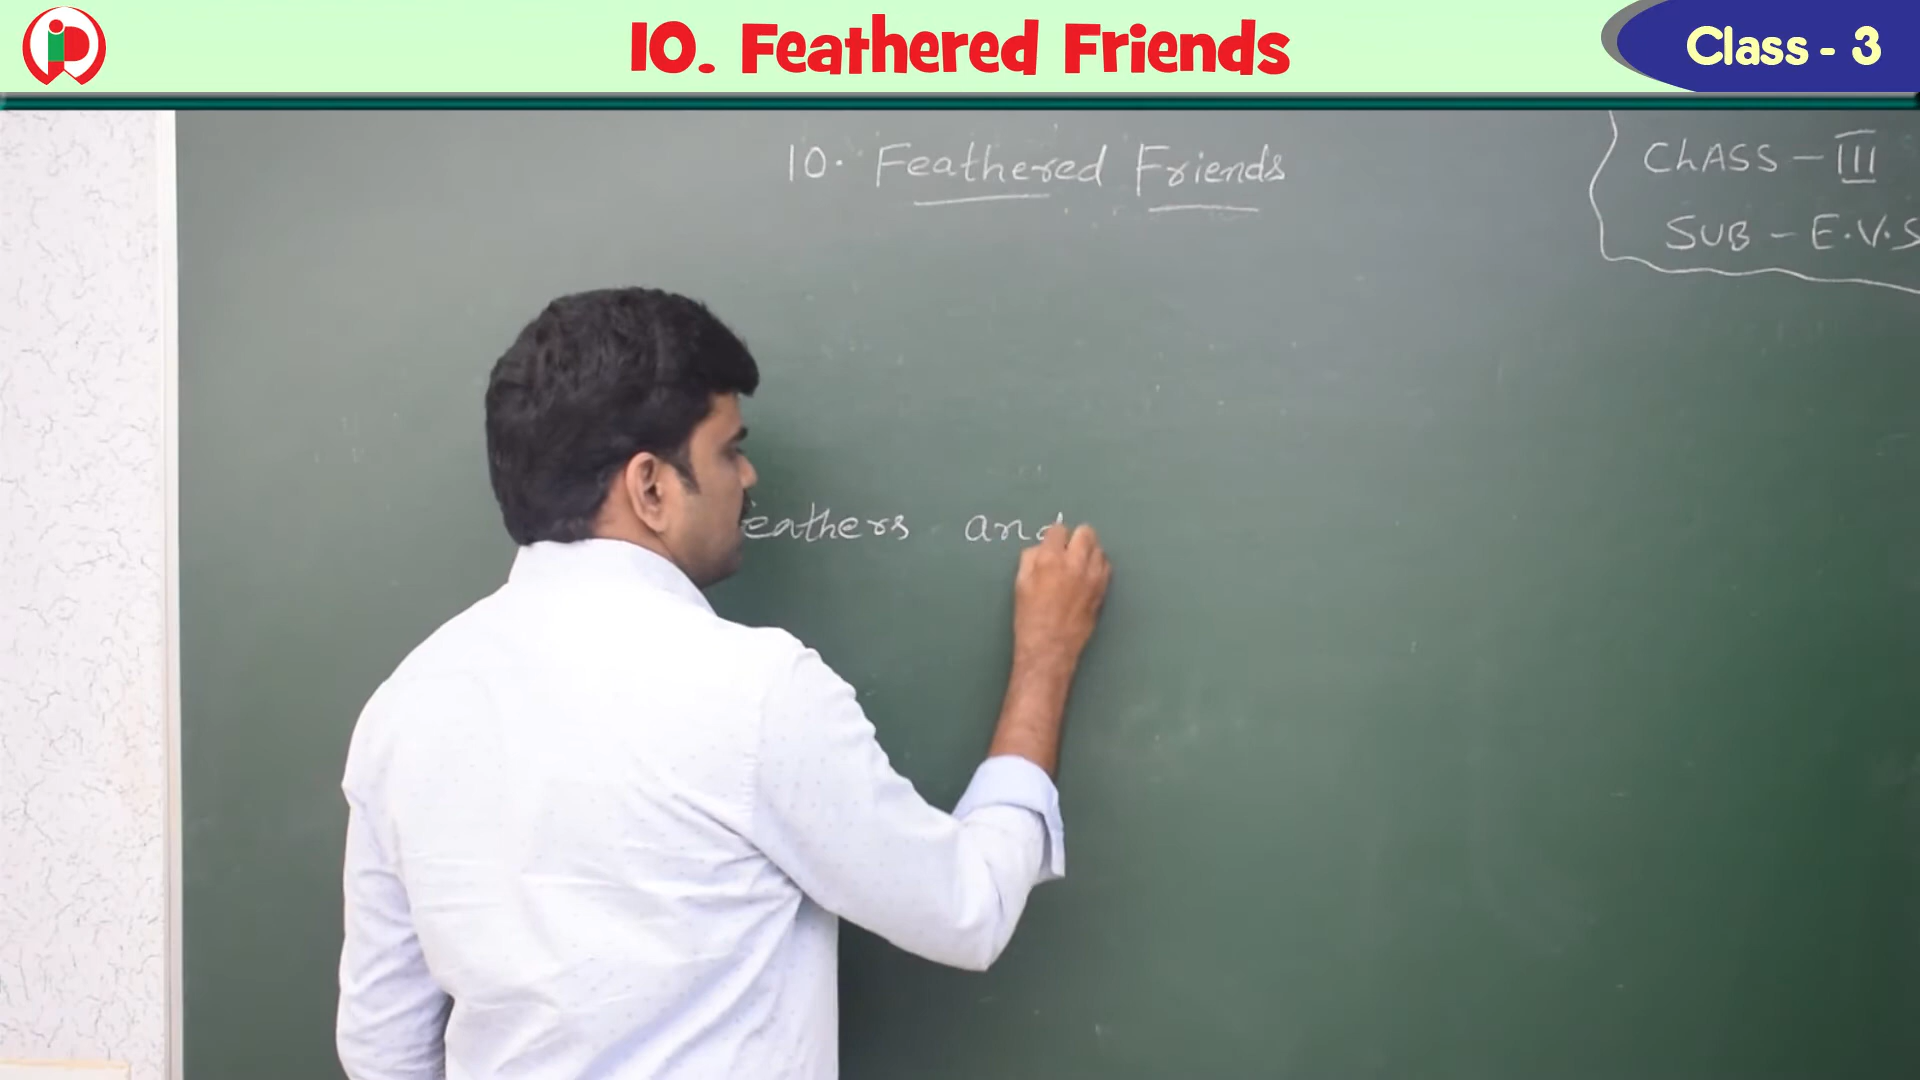 10. Feathered Friends
Class - 3
10. Feathered Friends
CLASS - III
SUB - E.V.S
eathers and